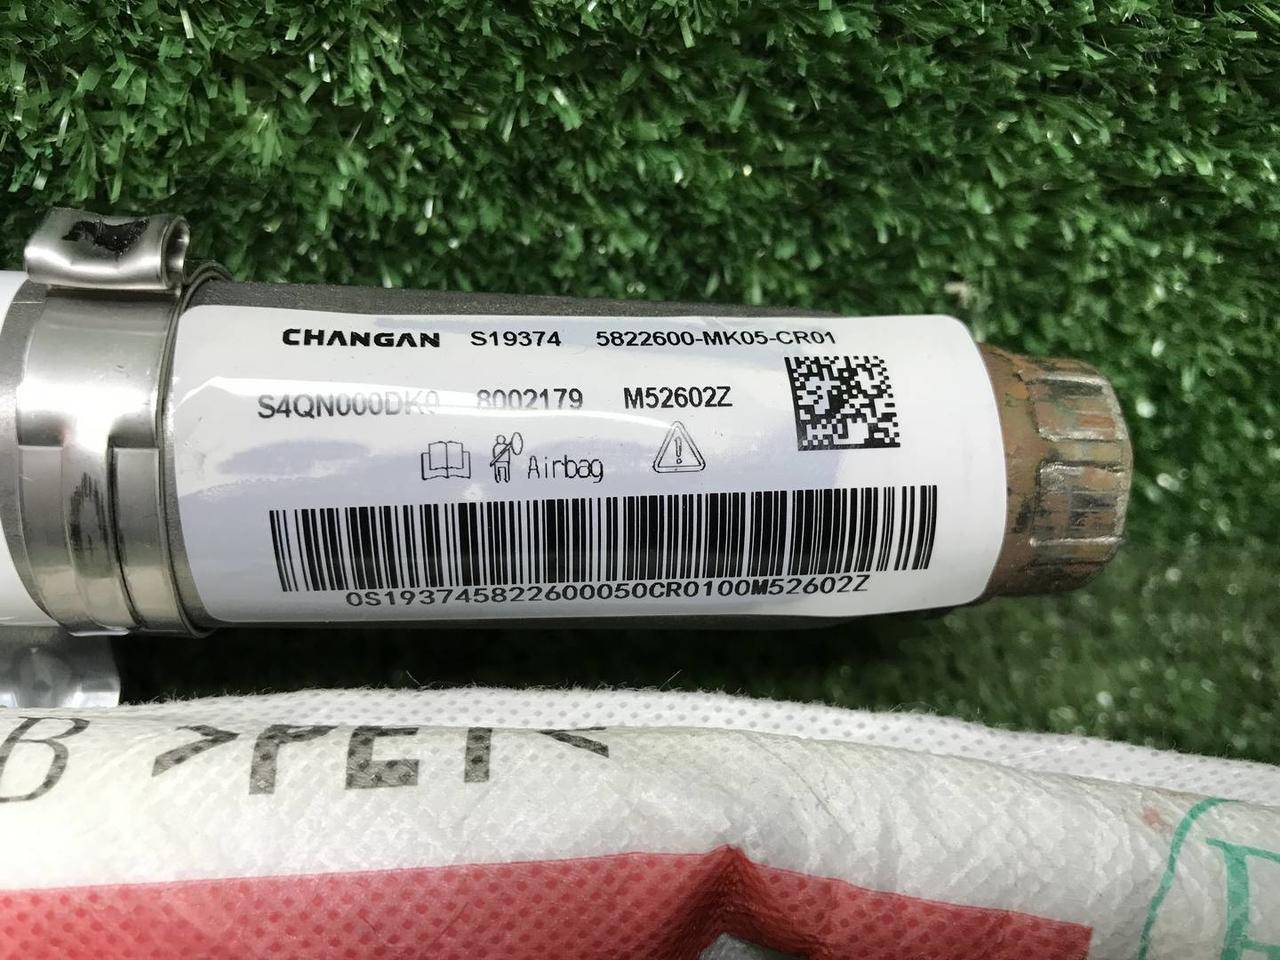 CHANGAN S19374 5822600-MK05-CR01
S4QN000DK0 8002179 M52602Z
Airbag
0S193745822600050CR0100M52602Z
B >PET<